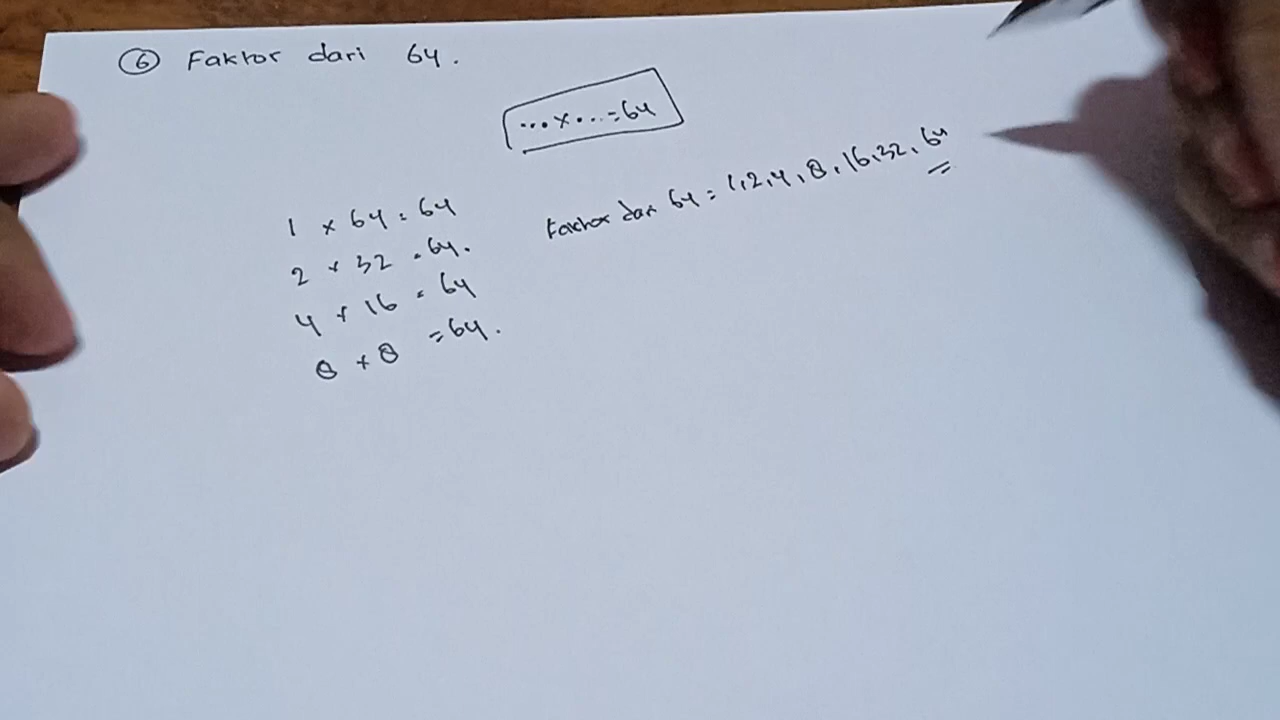 6 Faktor dari 64.
... x ... = 64
1 x 64 = 64
2 x 32 = 64.
4 x 16 = 64
8 x 8 = 64.
Faktor dari 64 = 1, 2, 4, 8, 16, 32, 64